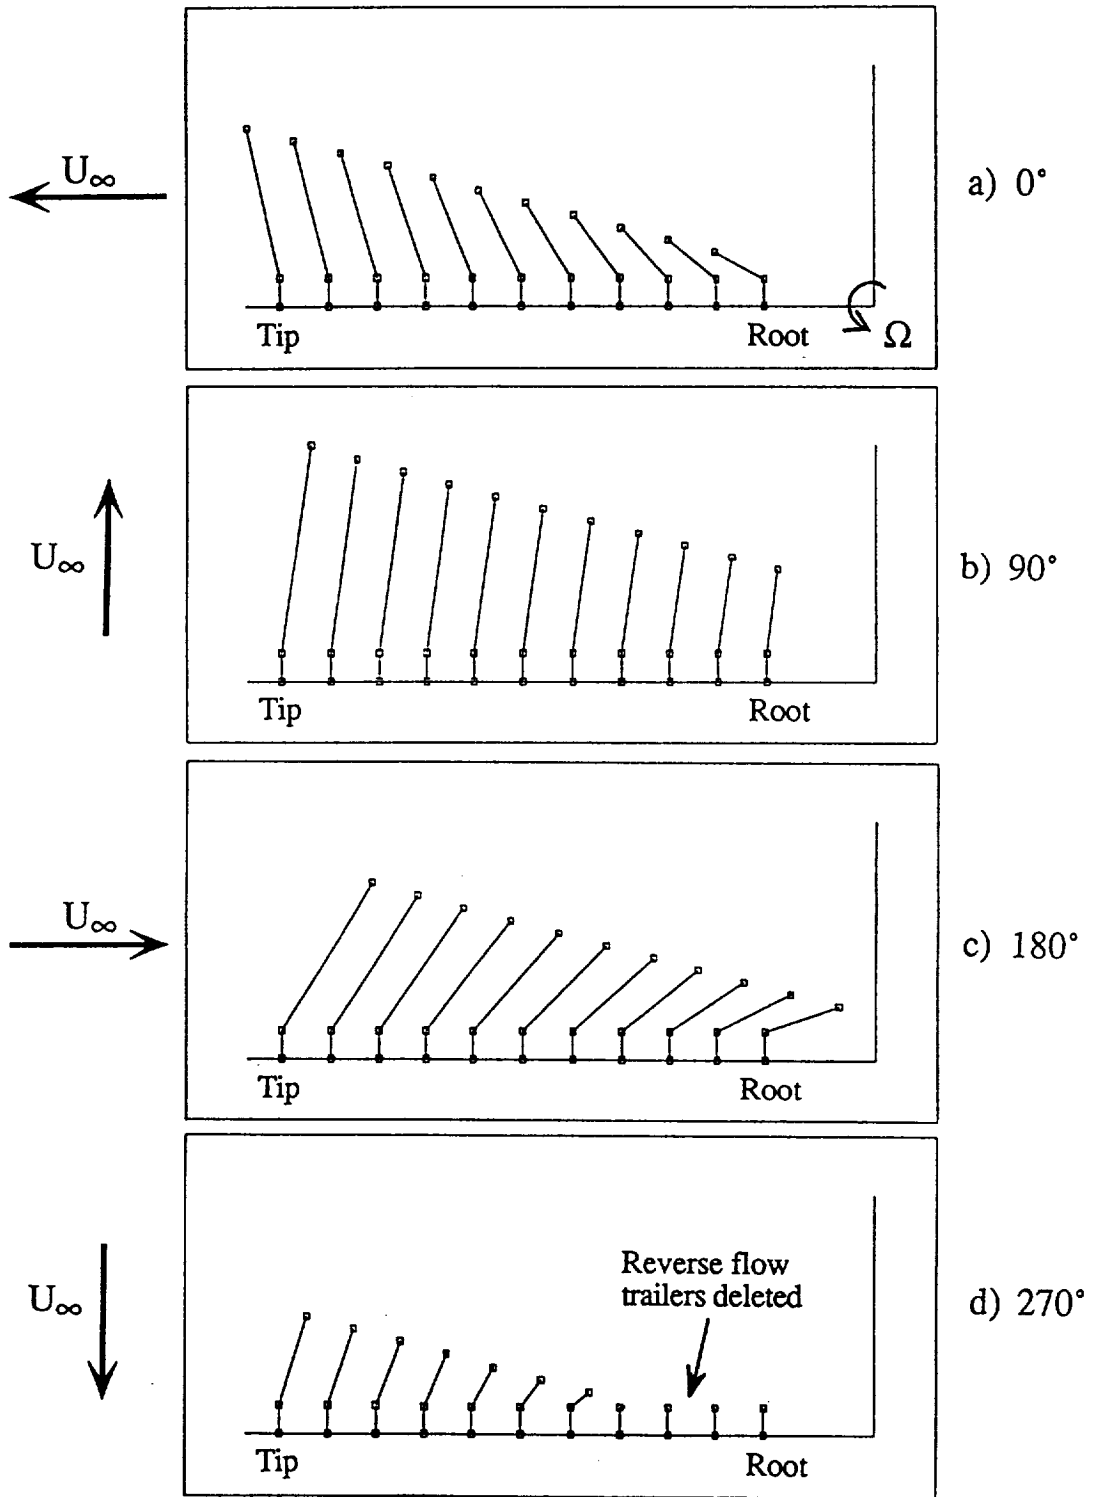 U∞
a) 0°
Tip
Root
Ω
U∞
b) 90°
Tip
Root
U∞
c) 180°
Tip
Root
Reverse flow
trailers deleted
U∞
d) 270°
Tip
Root